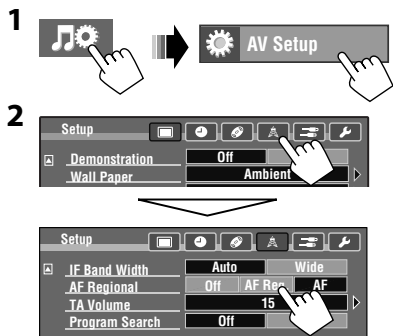 1
AV Setup
2
Setup
Demonstration Off
Wall Paper Ambient
Setup
IF Band Width Auto Wide
AF Regional Off AF Reg AF
TA Volume 15
Program Search Off